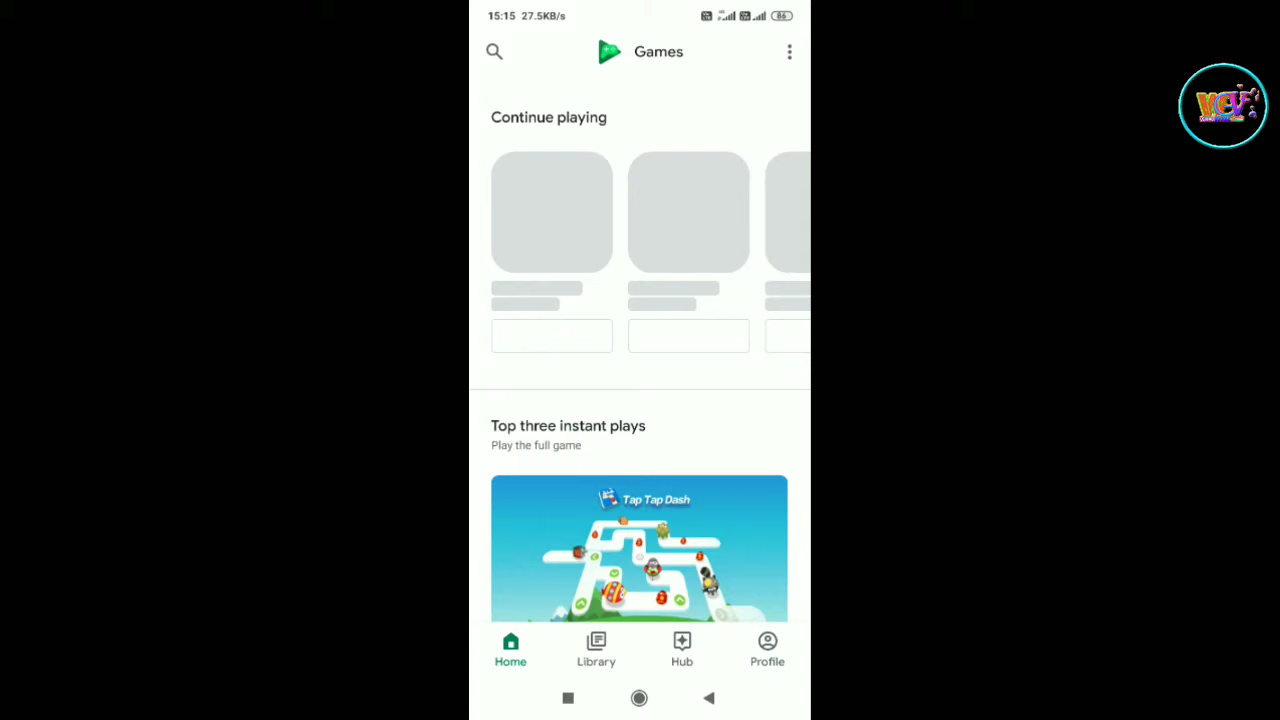 15:15 27.5KB/s
86
Games
Continue playing
Top three instant plays
Play the full game
Tap Tap Dash
Home
Library
Hub
Profile